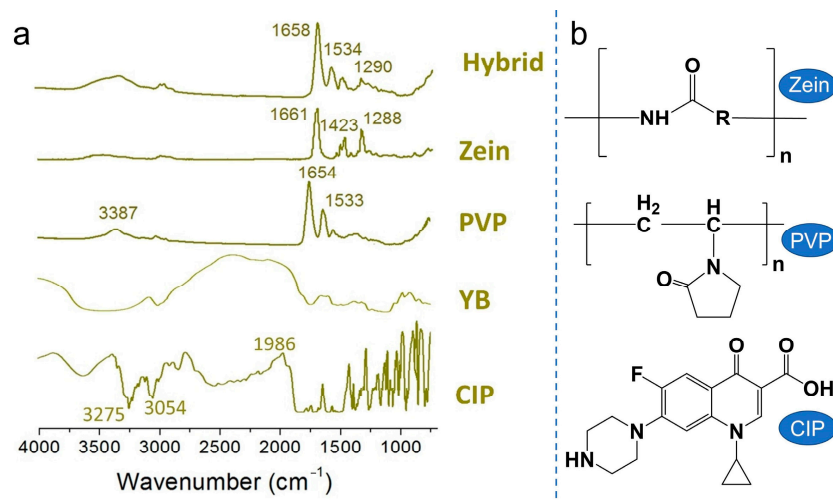 a
1658
1534
1290
Hybrid
1661
1423
1288
Zein
1654
1533
3387
PVP
YB
1986
3275
3054
CIP
4000 3500 3000 2500 2000 1500 1000
Wavenumber (cm⁻¹)
b
O
NH
R
n
Zein
H₂
C
H
C
N
O
n
PVP
O
O
F
OH
N
N
HN
CIP